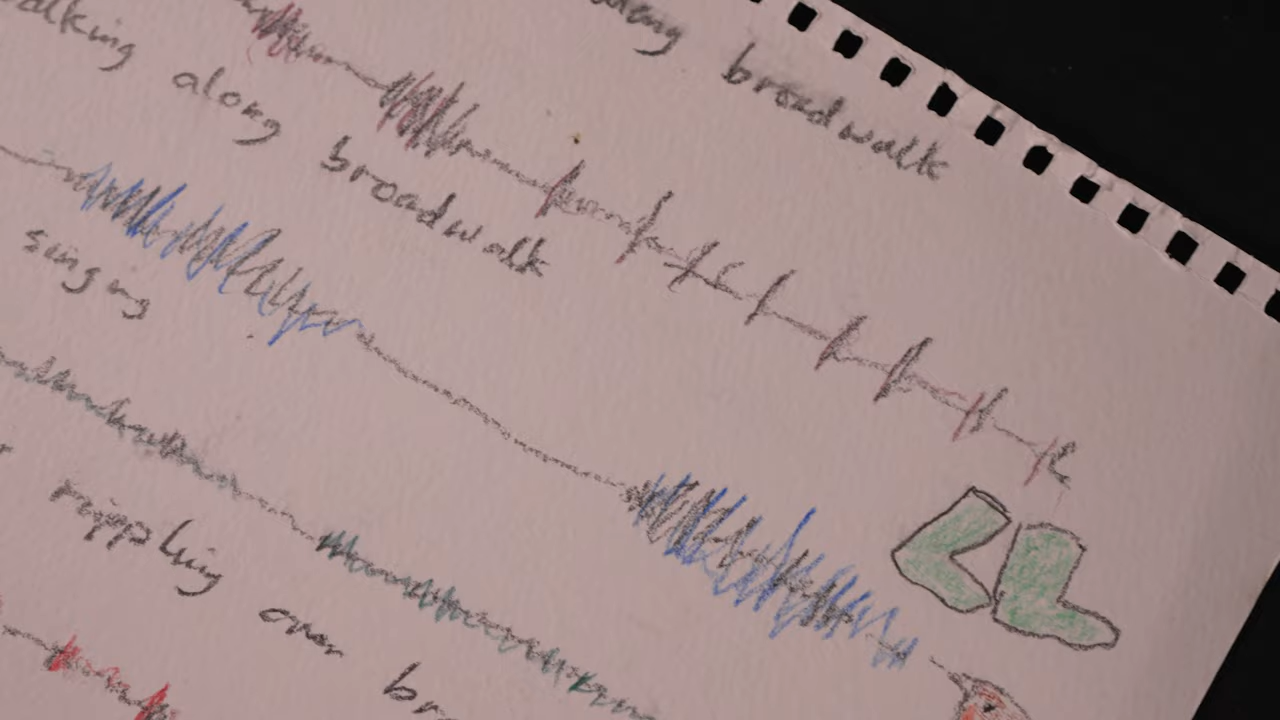 along broadwalk
walking along broadwalk
singing
rippling over